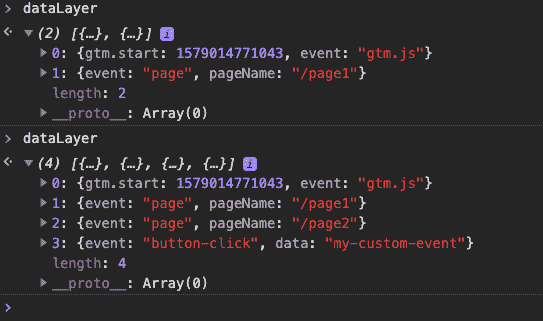 > dataLayer
(2) [{…}, {…}] i
0: {gtm.start: 1579014771043, event: "gtm.js"}
1: {event: "page", pageName: "/page1"}
length: 2
__proto__: Array(0)
> dataLayer
(4) [{…}, {…}, {…}, {…}] i
0: {gtm.start: 1579014771043, event: "gtm.js"}
1: {event: "page", pageName: "/page1"}
2: {event: "page", pageName: "/page2"}
3: {event: "button-click", data: "my-custom-event"}
length: 4
__proto__: Array(0)
>